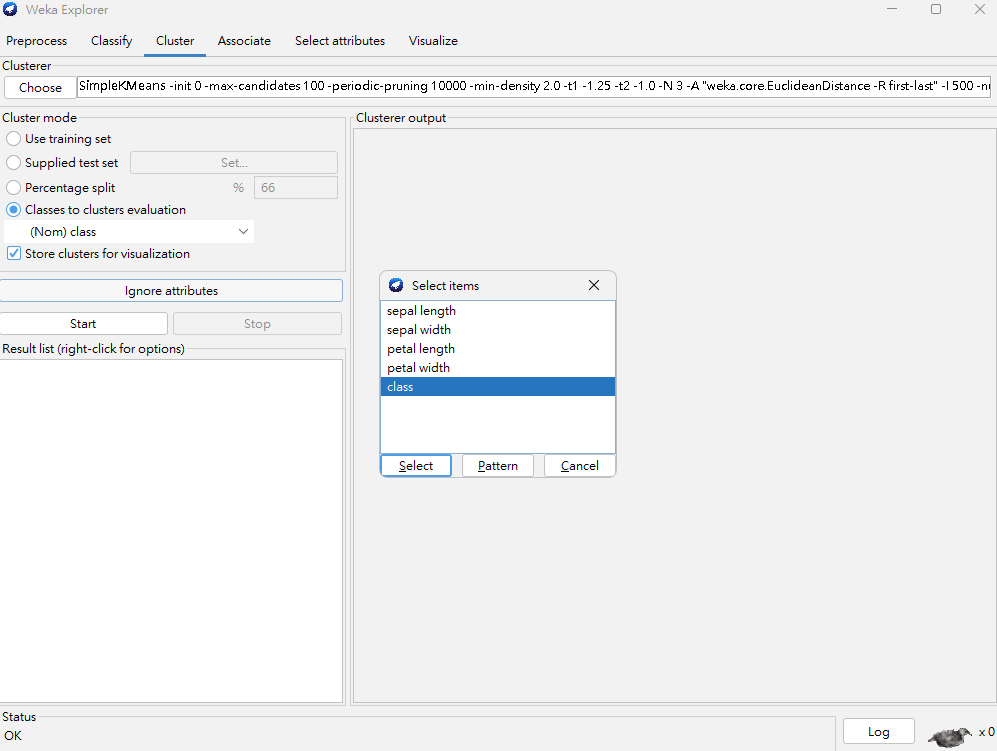 Weka Explorer
Preprocess Classify Cluster Associate Select attributes Visualize
Clusterer
Choose SimpleKMeans -init 0 -max-candidates 100 -periodic-pruning 10000 -min-density 2.0 -t1 -1.25 -t2 -1.0 -N 3 -A "weka.core.EuclideanDistance -R first-last" -I 500 -nu
Cluster mode
Use training set
Supplied test set Set...
Percentage split % 66
Classes to clusters evaluation
(Nom) class
Store clusters for visualization
Ignore attributes
Start Stop
Result list (right-click for options)
Clusterer output
Select items
sepal length
sepal width
petal length
petal width
class
Select Pattern Cancel
Status
OK
Log x 0